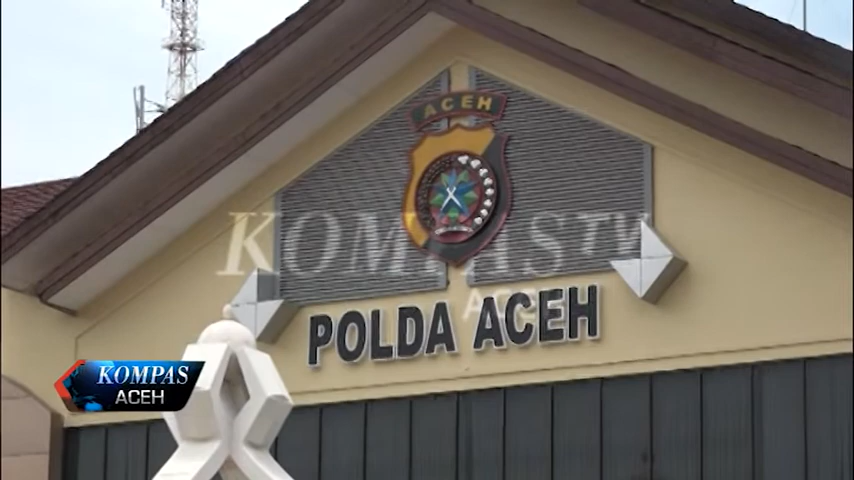 ACEH
KOMPAS TV
ACEH
POLDA ACEH
KOMPAS
ACEH